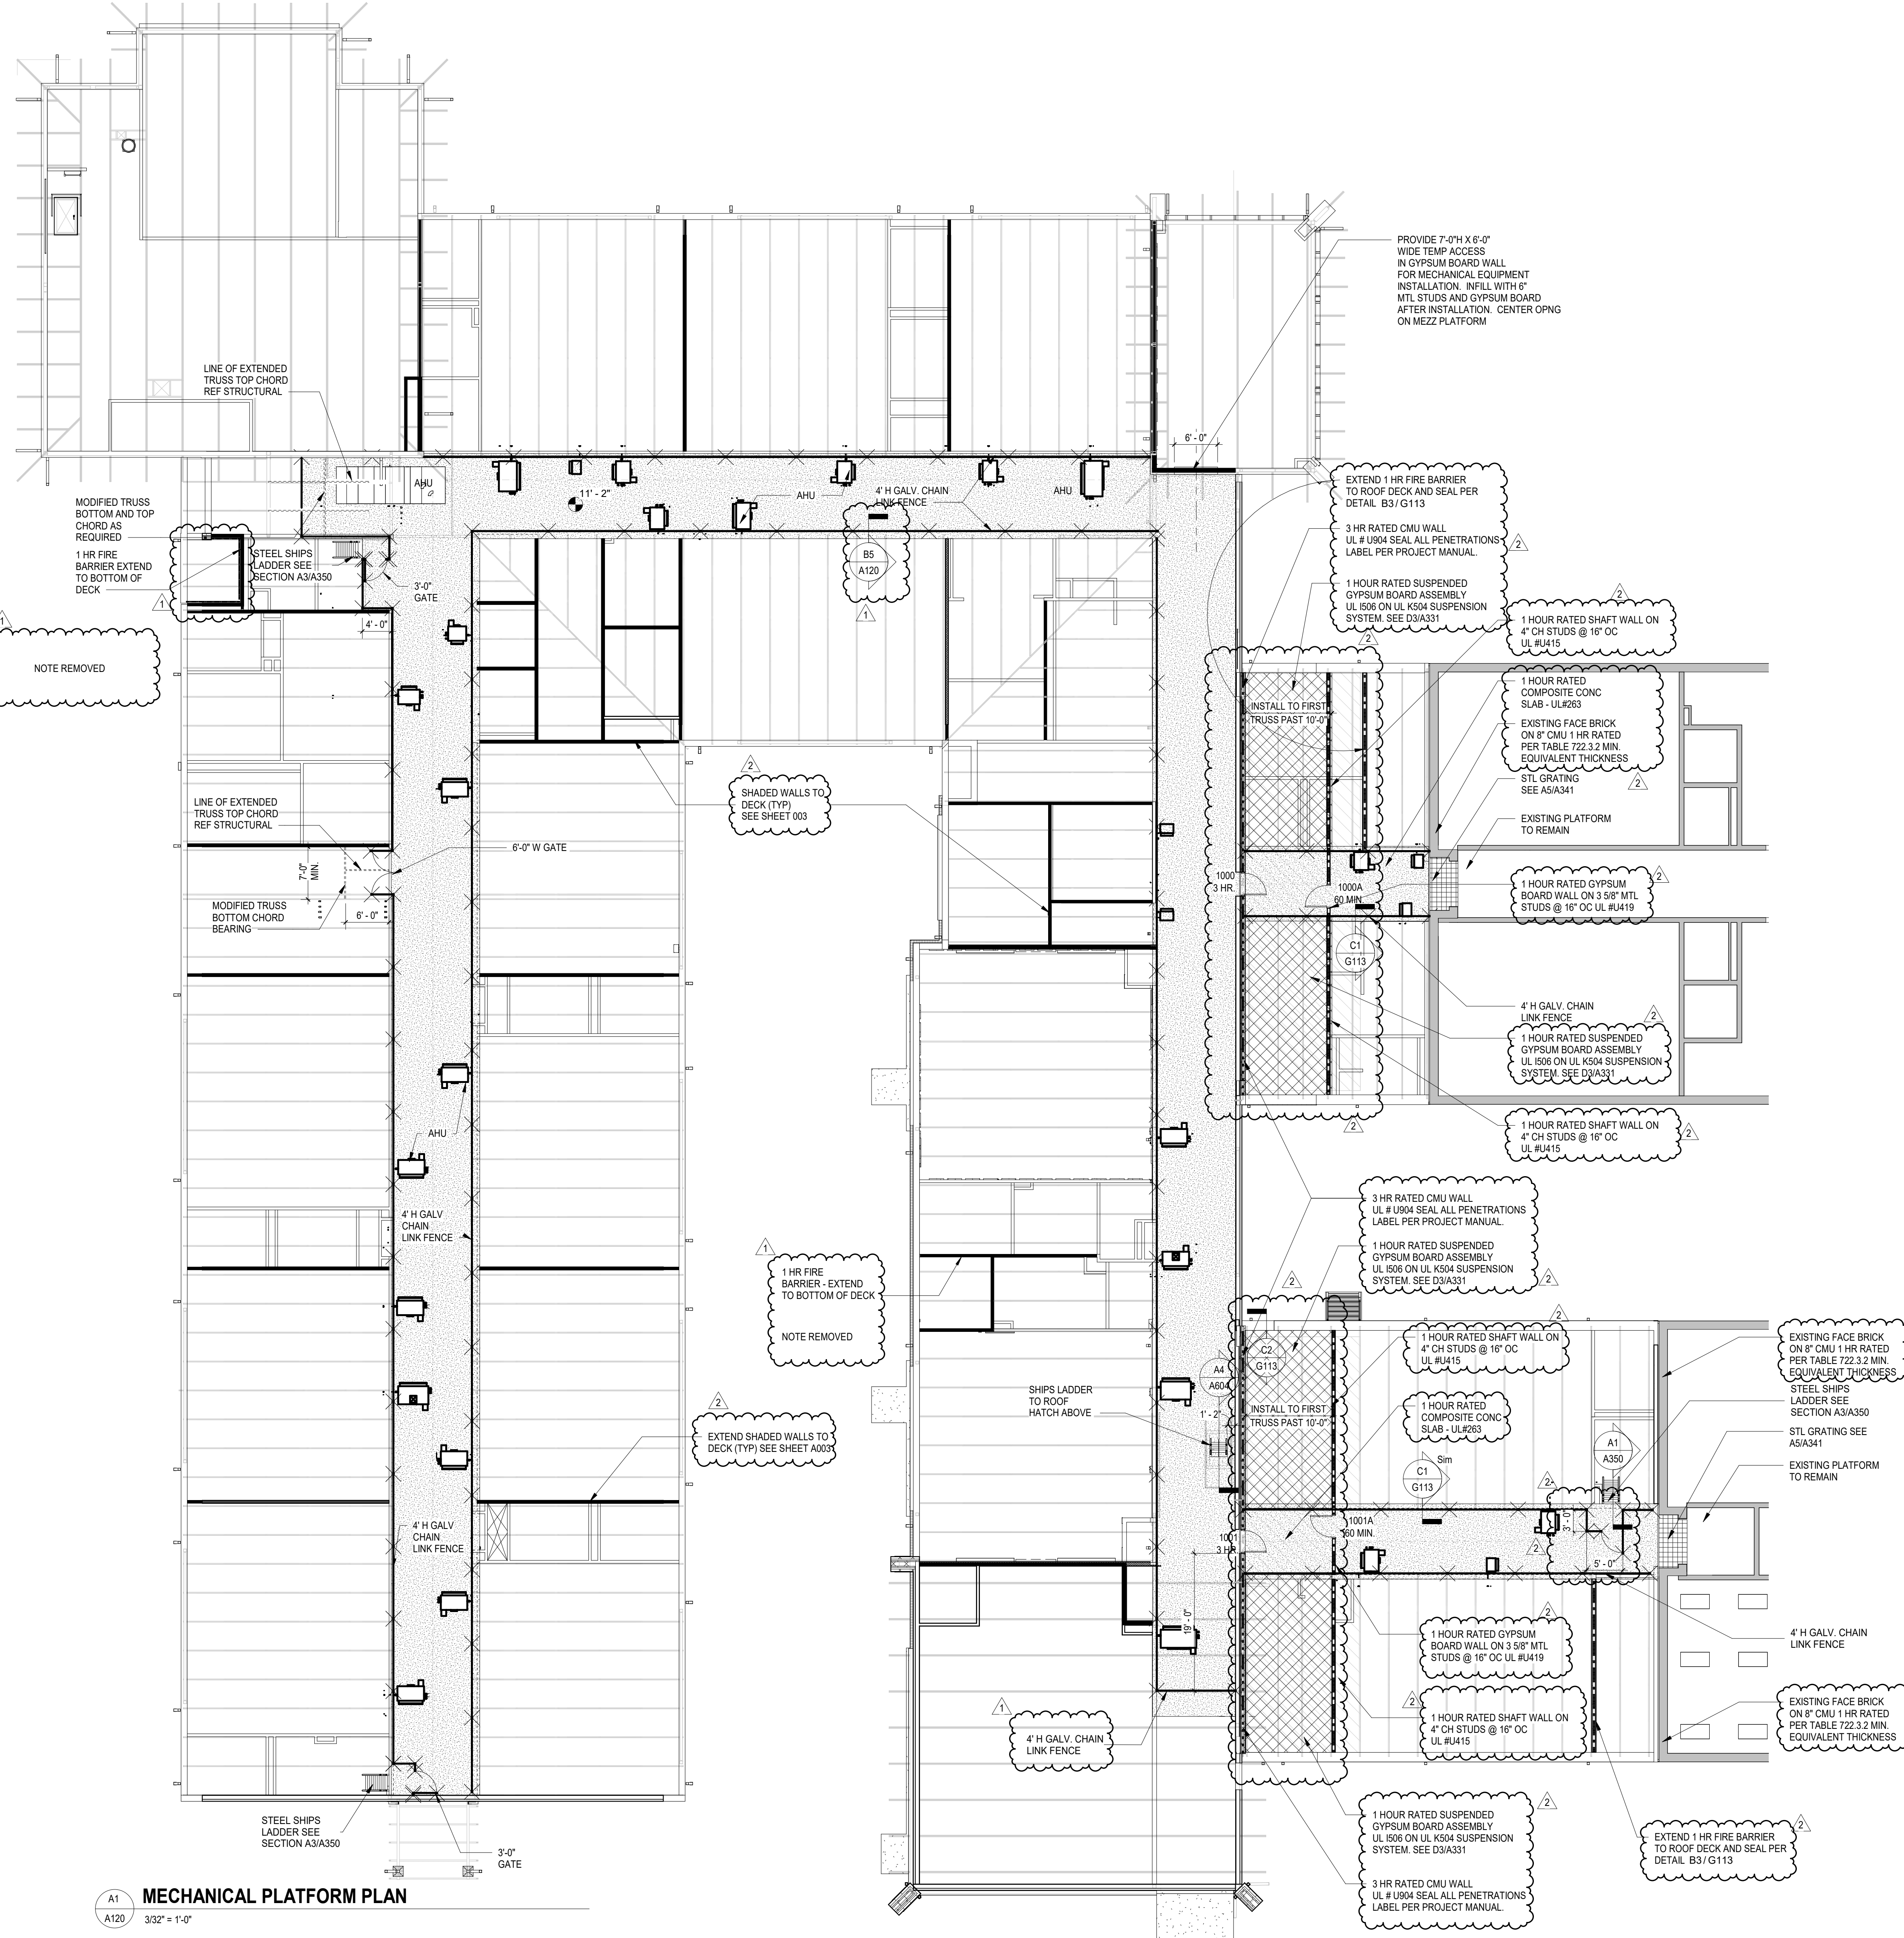 PROVIDE 7'-0"H X 6'-0"
WIDE TEMP ACCESS
IN GYPSUM BOARD WALL
FOR MECHANICAL EQUIPMENT
INSTALLATION. INFILL WITH 6"
MTL STUDS AND GYPSUM BOARD
AFTER INSTALLATION. CENTER OPNG
ON MEZZ PLATFORM
LINE OF EXTENDED
TRUSS TOP CHORD
REF STRUCTURAL
6' - 0"
AHU
11' - 2"
AHU
4' H GALV. CHAIN
LINK FENCE
AHU
MODIFIED TRUSS
BOTTOM AND TOP
CHORD AS
REQUIRED
1 HR FIRE
BARRIER EXTEND
TO BOTTOM OF
DECK
1
STEEL SHIPS
LADDER SEE
SECTION A3/A350
3'-0"
GATE
4' - 0"
B5
A120
1
EXTEND 1 HR FIRE BARRIER
TO ROOF DECK AND SEAL PER
DETAIL B3 / G113
3 HR RATED CMU WALL
UL # U904 SEAL ALL PENETRATIONS
LABEL PER PROJECT MANUAL.
2
1 HOUR RATED SUSPENDED
GYPSUM BOARD ASSEMBLY
UL I506 ON UL K504 SUSPENSION
SYSTEM. SEE D3/A331
2
2
1 HOUR RATED SHAFT WALL ON
4" CH STUDS @ 16" OC
UL #U415
1
NOTE REMOVED
1 HOUR RATED
COMPOSITE CONC
SLAB - UL#263
EXISTING FACE BRICK
ON 8" CMU 1 HR RATED
PER TABLE 722.3.2 MIN.
EQUIVALENT THICKNESS
2
STL GRATING
SEE A5/A341
EXISTING PLATFORM
TO REMAIN
INSTALL TO FIRST
TRUSS PAST 10'-0"
2
SHADED WALLS TO
DECK (TYP)
SEE SHEET 003
LINE OF EXTENDED
TRUSS TOP CHORD
REF STRUCTURAL
6'-0" W GATE
7'-0"
MIN.
MODIFIED TRUSS
BOTTOM CHORD
BEARING
6' - 0"
1000
3 HR.
1000A
60 MIN.
1 HOUR RATED GYPSUM
BOARD WALL ON 3 5/8" MTL
STUDS @ 16" OC UL #U419
2
C1
G113
4' H GALV. CHAIN
LINK FENCE
2
1 HOUR RATED SUSPENDED
GYPSUM BOARD ASSEMBLY
UL I506 ON UL K504 SUSPENSION
SYSTEM. SEE D3/A331
2
1 HOUR RATED SHAFT WALL ON
4" CH STUDS @ 16" OC
UL #U415
2
AHU
4' H GALV
CHAIN
LINK FENCE
3 HR RATED CMU WALL
UL # U904 SEAL ALL PENETRATIONS
LABEL PER PROJECT MANUAL.
1 HOUR RATED SUSPENDED
GYPSUM BOARD ASSEMBLY
UL I506 ON UL K504 SUSPENSION
SYSTEM. SEE D3/A331
2
2
1
1 HR FIRE
BARRIER - EXTEND
TO BOTTOM OF DECK
NOTE REMOVED
2
1 HOUR RATED SHAFT WALL ON
4" CH STUDS @ 16" OC
UL #U415
2
EXISTING FACE BRICK
ON 8" CMU 1 HR RATED
PER TABLE 722.3.2 MIN.
EQUIVALENT THICKNESS
C2
G113
A4
A604
SHIPS LADDER
TO ROOF
HATCH ABOVE
1' - 2"
INSTALL TO FIRST
TRUSS PAST 10'-0"
1 HOUR RATED
COMPOSITE CONC
SLAB - UL#263
STEEL SHIPS
LADDER SEE
SECTION A3/A350
STL GRATING SEE
A5/A341
EXISTING PLATFORM
TO REMAIN
2
EXTEND SHADED WALLS TO
DECK (TYP) SEE SHEET A003
A1
A350
Sim
C1
G113
2
4' H GALV
CHAIN
LINK FENCE
1001
3 HR.
1001A
60 MIN.
3' - 0"
2
5' - 0"
19' - 0"
2
1 HOUR RATED GYPSUM
BOARD WALL ON 3 5/8" MTL
STUDS @ 16" OC UL #U419
4' H GALV. CHAIN
LINK FENCE
2
1 HOUR RATED SHAFT WALL ON
4" CH STUDS @ 16" OC
UL #U415
EXISTING FACE BRICK
ON 8" CMU 1 HR RATED
PER TABLE 722.3.2 MIN.
EQUIVALENT THICKNESS
1
4' H GALV. CHAIN
LINK FENCE
STEEL SHIPS
LADDER SEE
SECTION A3/A350
3'-0"
GATE
1 HOUR RATED SUSPENDED
GYPSUM BOARD ASSEMBLY
UL I506 ON UL K504 SUSPENSION
SYSTEM. SEE D3/A331
2
3 HR RATED CMU WALL
UL # U904 SEAL ALL PENETRATIONS
LABEL PER PROJECT MANUAL.
EXTEND 1 HR FIRE BARRIER
TO ROOF DECK AND SEAL PER
DETAIL B3 / G113
2
A1
A120
MECHANICAL PLATFORM PLAN
3/32" = 1'-0"